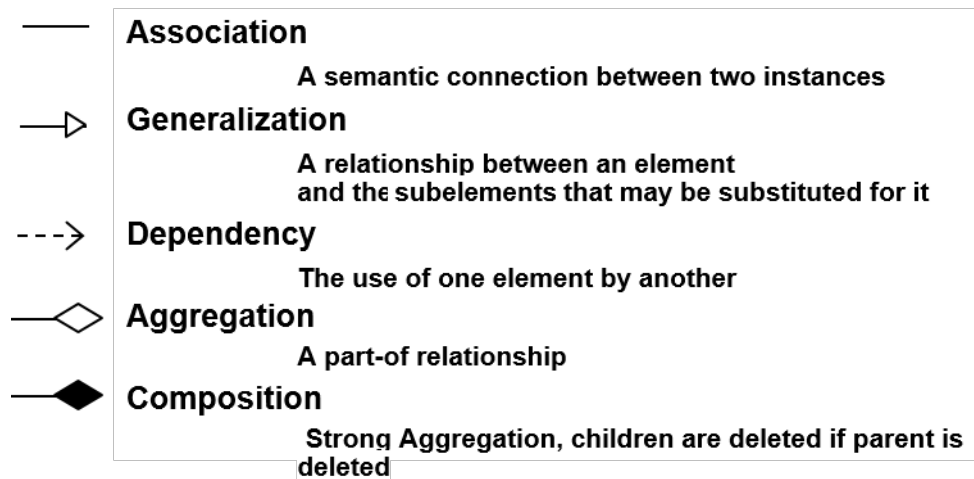 Association
A semantic connection between two instances
Generalization
A relationship between an element
and the subelements that may be substituted for it
Dependency
The use of one element by another
Aggregation
A part-of relationship
Composition
Strong Aggregation, children are deleted if parent is
deleted